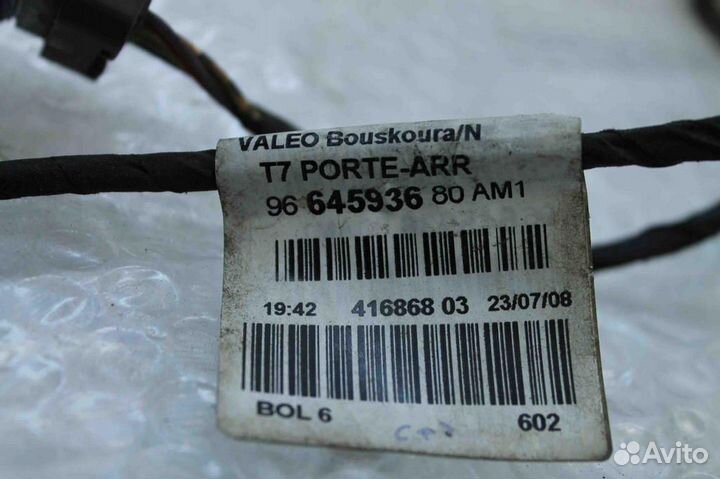 VALEO Bouskoura/N
T7 PORTE-ARR
96 645936 80 AM1
19:42 416868 03 23/07/08
BOL 6 602
Avito